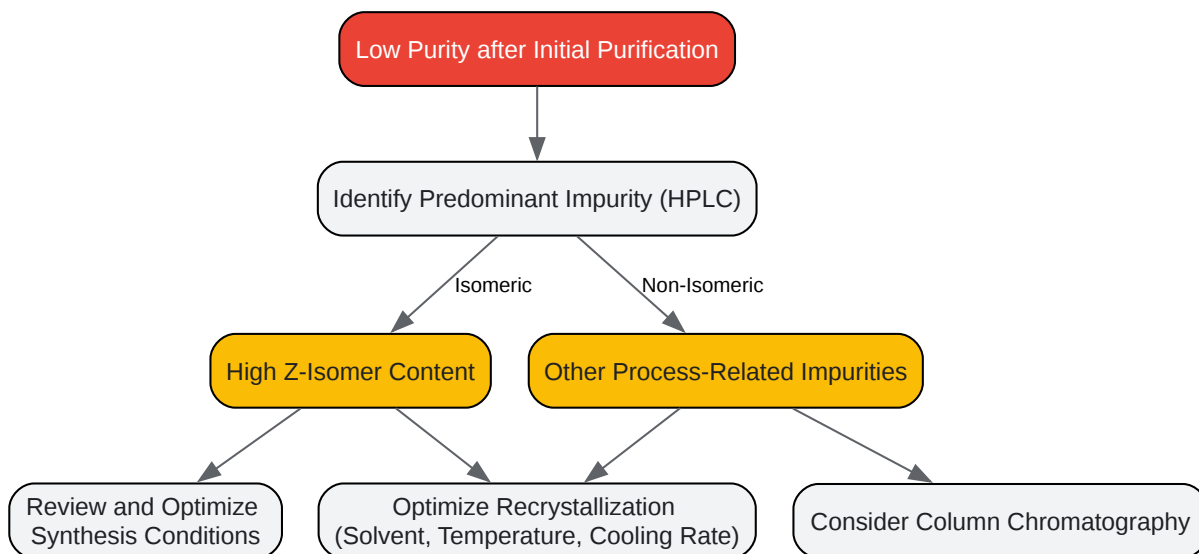 Low Purity after Initial Purification
Identify Predominant Impurity (HPLC)
Isomeric
Non-Isomeric
High Z-Isomer Content
Other Process-Related Impurities
Review and Optimize
Synthesis Conditions
Optimize Recrystallization
(Solvent, Temperature, Cooling Rate)
Consider Column Chromatography